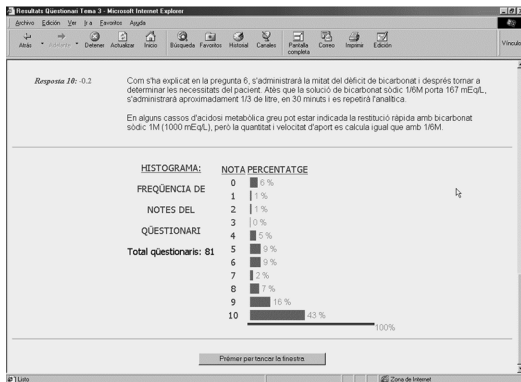 Resultats Qüestionari Tema 3 - Microsoft Internet Explorer
Archivo Edición Ver Ir a Favoritos Ayuda
Atrás Adelante Detener Actualizar Inicio Búsqueda Favoritos Historial Canales Pantalla completa Correo Imprimir Edición Vínculos
Resposta 10: -0.2
Com s'ha explicat en la pregunta 6, s'administrarà la mitat del dèficit de bicarbonat i després tornar a
determinar les necessitats del pacient. Atès que la solució de bicarbonat sòdic 1/6M porta 167 mEq/L,
s'administrarà aproximadament 1/3 de litre, en 30 minuts i es repetirà l'analítica.
En alguns cassos d'acidosi metabòlica greu pot estar indicada la restitució ràpida amb bicarbonat
sòdic 1M (1000 mEq/L), però la quantitat i velocitat d'aport es calcula igual que amb 1/6M.
HISTOGRAMA:
FREQÜENCIA DE
NOTES DEL
QÜESTIONARI
Total qüestionaris: 81
NOTA PERCENTATGE
0 6 %
1 1 %
2 1 %
3 0 %
4 5 %
5 9 %
6 9 %
7 2 %
8 7 %
9 16 %
10 43 %
100%
Prémer per tancar la finestra
Listo Zona de Internet